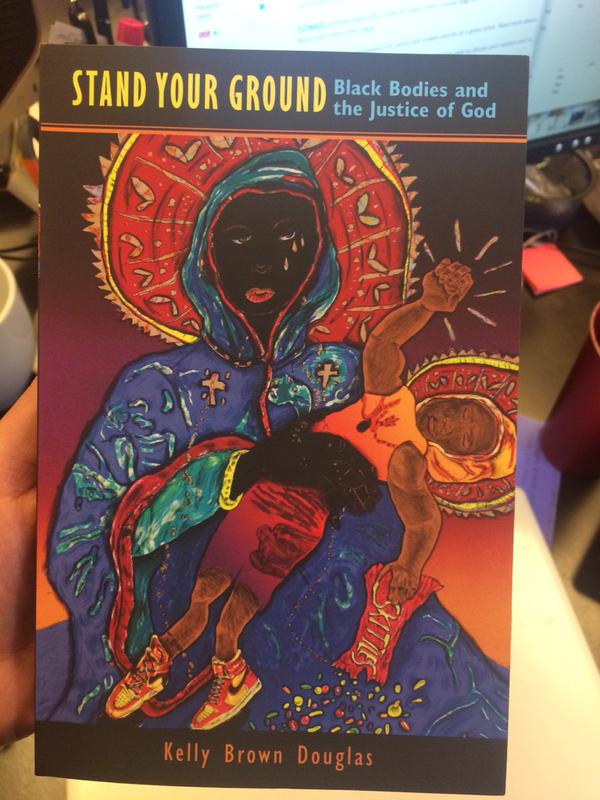 STAND YOUR GROUND
Black Bodies and
the Justice of God
SKITTLES
Kelly Brown Douglas